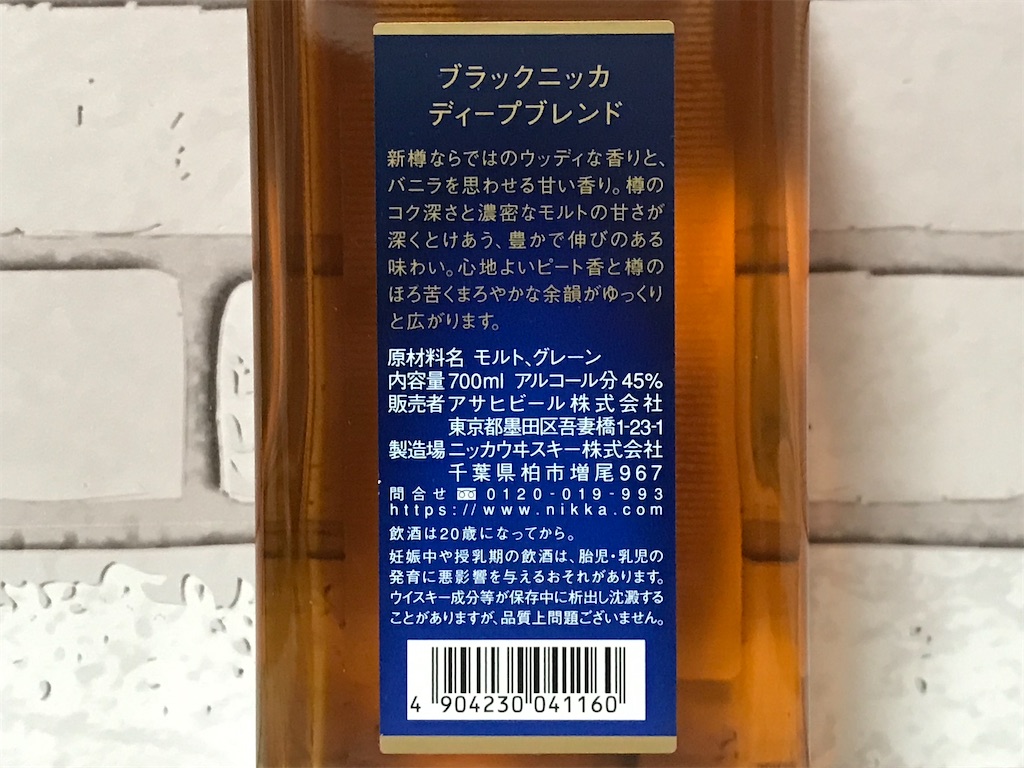 ブラックニッカ
ディープブレンド
新樽ならではのウッディな香りと、
バニラを思わせる甘い香り。樽の
コク深さと濃密なモルトの甘さが
深くとけあう、豊かで伸びのある
味わい。心地よいピート香と樽の
ほろ苦くまろやかな余韻がゆっくり
と広がります。
原材料名 モルト、グレーン
内容量 700ml アルコール分 45%
販売者 アサヒビール株式会社
東京都墨田区吾妻橋1-23-1
製造場 ニッカウヰスキー株式会社
千葉県柏市増尾967
問合せ 0120-019-993
https://www.nikka.com
飲酒は20歳になってから。
妊娠中や授乳期の飲酒は、胎児・乳児の
発育に悪影響を与えるおそれがあります。
ウイスキー成分等が保存中に析出し沈澱する
ことがありますが、品質上問題ございません。
4 904230 041160